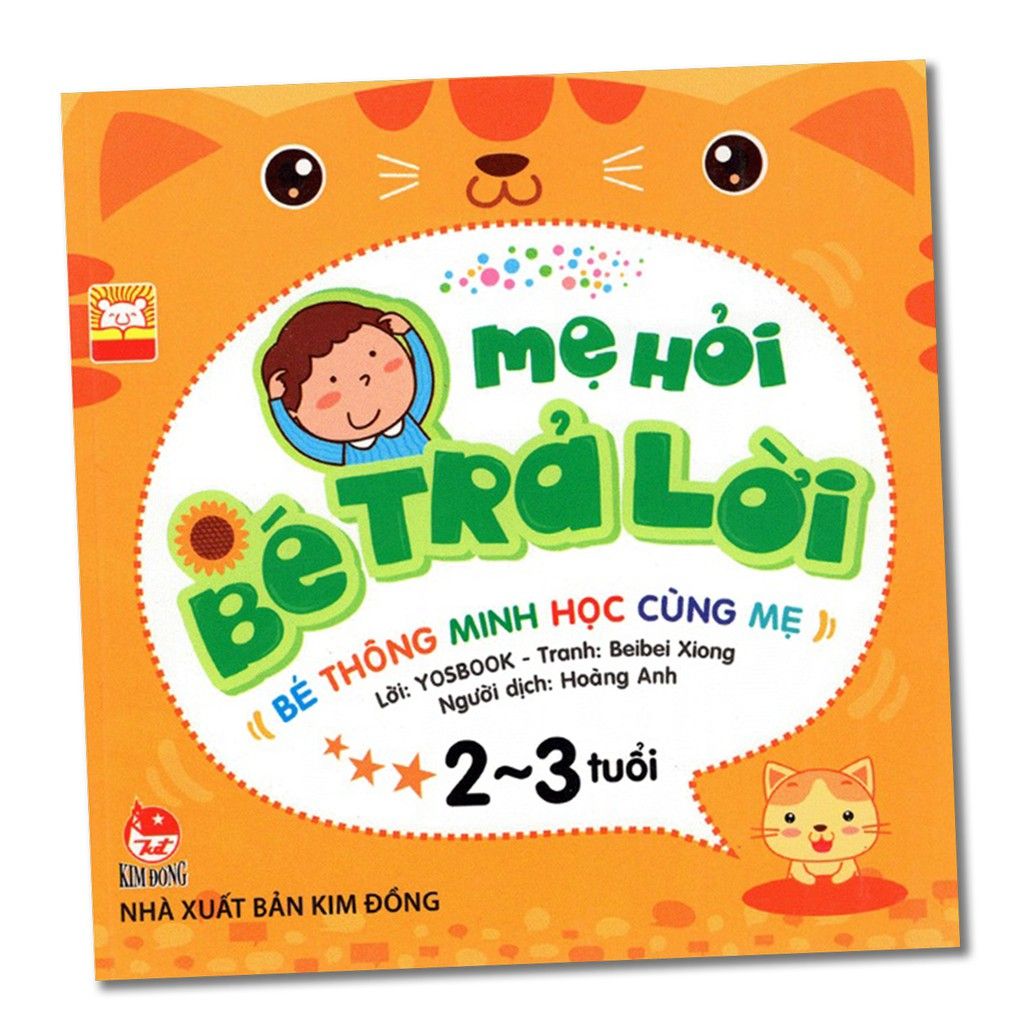 Mẹ Hỏi
Bé Trả Lời
BÉ THÔNG MINH HỌC CÙNG MẸ
Lời: YOSBOOK - Tranh: Beibei Xiong
Người dịch: Hoàng Anh
2~3 tuổi
KIM ĐỒNG
NHÀ XUẤT BẢN KIM ĐỒNG